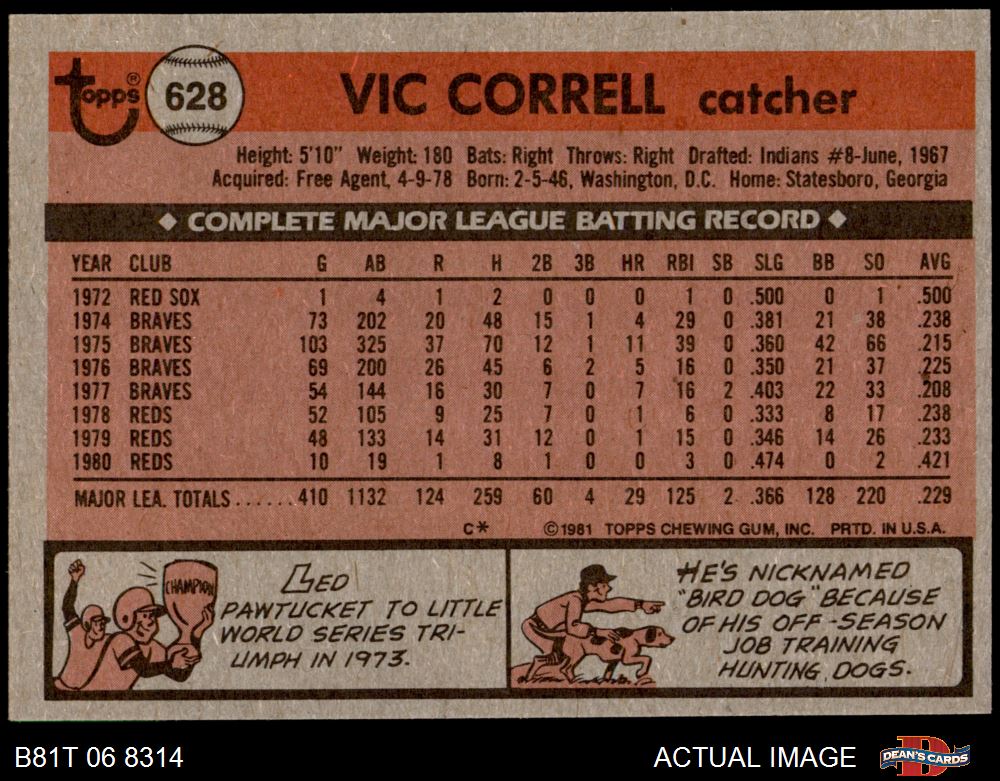 Topps® 628 VIC CORRELL catcher
Height: 5'10" Weight: 180 Bats: Right Throws: Right Drafted: Indians #8-June, 1967
Acquired: Free Agent, 4-9-78 Born: 2-5-46, Washington, D.C. Home: Statesboro, Georgia
◆ COMPLETE MAJOR LEAGUE BATTING RECORD ◆
YEAR CLUB G AB R H 2B 3B HR RBI SB SLG BB SO AVG
1972 RED SOX 1 4 1 2 0 0 0 1 0 .500 0 1 .500
1974 BRAVES 73 202 20 48 15 1 4 29 0 .381 21 38 .238
1975 BRAVES 103 325 37 70 12 1 11 39 0 .360 42 66 .215
1976 BRAVES 69 200 26 45 6 2 5 16 0 .350 21 37 .225
1977 BRAVES 54 144 16 30 7 0 7 16 2 .403 22 33 .208
1978 REDS 52 105 9 25 7 0 1 6 0 .333 8 17 .238
1979 REDS 48 133 14 31 12 0 1 15 0 .346 14 26 .233
1980 REDS 10 19 1 8 1 0 0 3 0 .474 0 2 .421
MAJOR LEA. TOTALS......410 1132 124 259 60 4 29 125 2 .366 128 220 .229
C* ©1981 TOPPS CHEWING GUM, INC. PRTD. IN U.S.A.
CHAMPION
LED
PAWTUCKET TO LITTLE
WORLD SERIES TRI-
UMPH IN 1973.
HE'S NICKNAMED
"BIRD DOG" BECAUSE
OF HIS OFF-SEASON
JOB TRAINING
HUNTING DOGS.
B81T 06 8314 ACTUAL IMAGE D DEAN'S CARDS